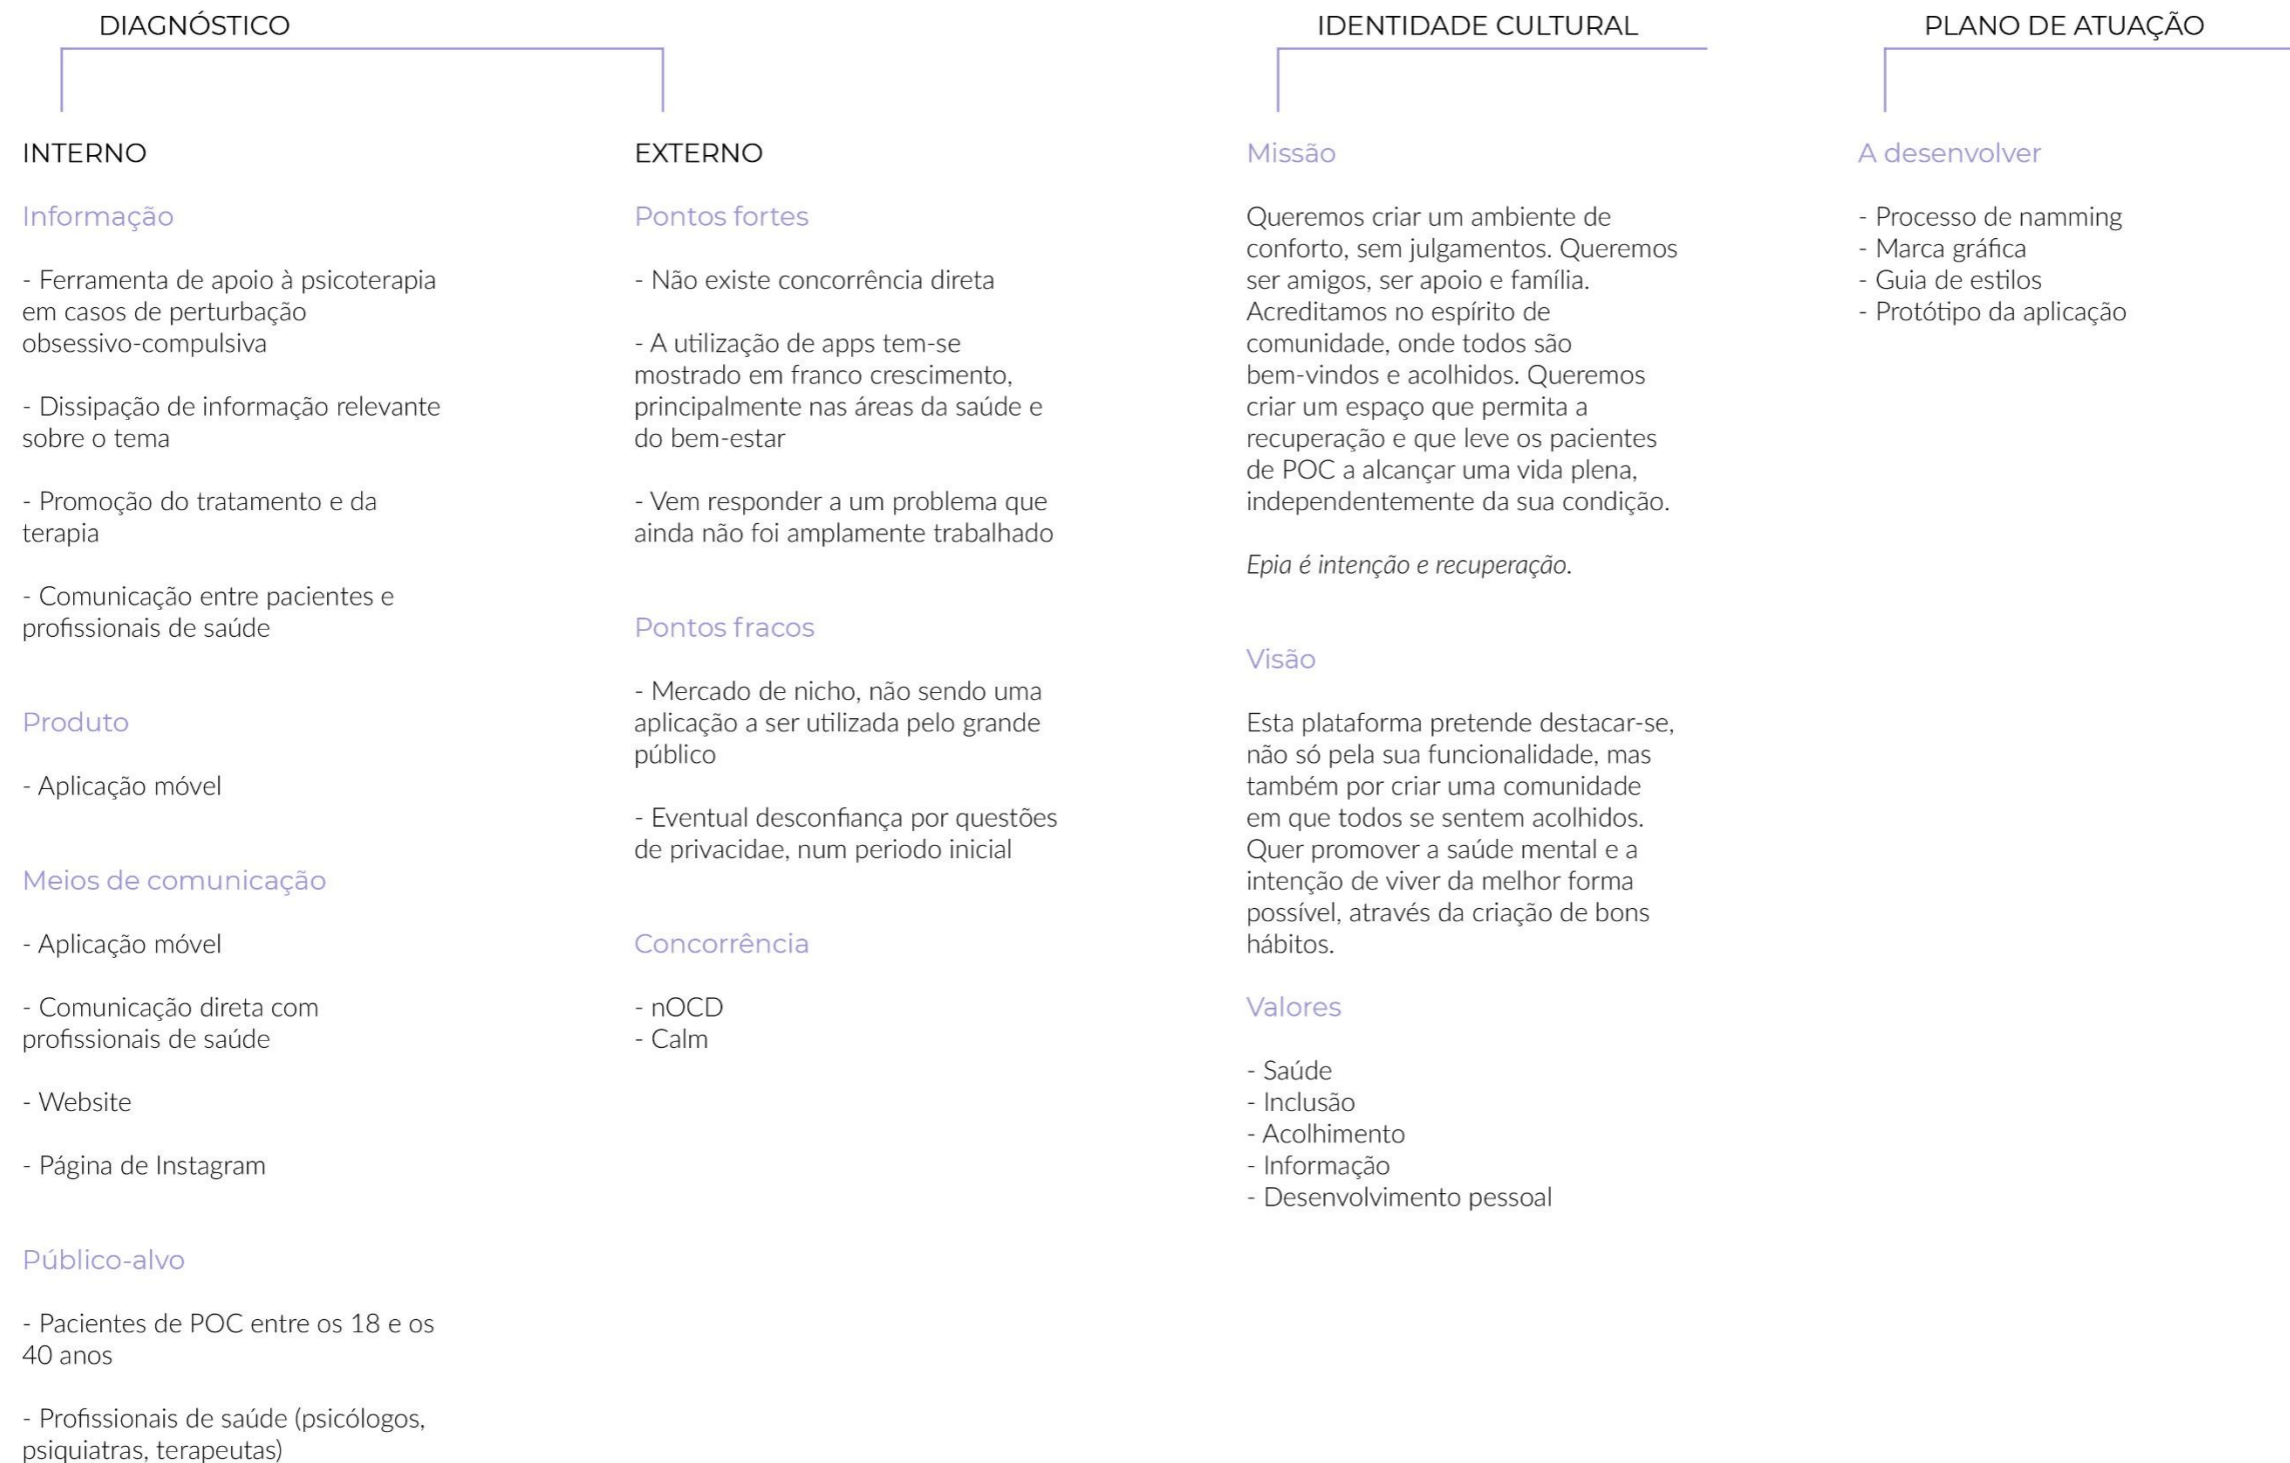 DIAGNÓSTICO
INTERNO
Informação
- Ferramenta de apoio à psicoterapia
em casos de perturbação
obsessivo-compulsiva
- Dissipação de informação relevante
sobre o tema
- Promoção do tratamento e da
terapia
- Comunicação entre pacientes e
profissionais de saúde
Produto
- Aplicação móvel
Meios de comunicação
- Aplicação móvel
- Comunicação direta com
profissionais de saúde
- Website
- Página de Instagram
Público-alvo
- Pacientes de POC entre os 18 e os
40 anos
- Profissionais de saúde (psicólogos,
psiquiatras, terapeutas)
EXTERNO
Pontos fortes
- Não existe concorrência direta
- A utilização de apps tem-se
mostrado em franco crescimento,
principalmente nas áreas da saúde e
do bem-estar
- Vem responder a um problema que
ainda não foi amplamente trabalhado
Pontos fracos
- Mercado de nicho, não sendo uma
aplicação a ser utilizada pelo grande
público
- Eventual desconfiança por questões
de privacidae, num periodo inicial
Concorrência
- nOCD
- Calm
IDENTIDADE CULTURAL
Missão
Queremos criar um ambiente de
conforto, sem julgamentos. Queremos
ser amigos, ser apoio e família.
Acreditamos no espírito de
comunidade, onde todos são
bem-vindos e acolhidos. Queremos
criar um espaço que permita a
recuperação e que leve os pacientes
de POC a alcançar uma vida plena,
independentemente da sua condição.
Epia é intenção e recuperação.
Visão
Esta plataforma pretende destacar-se,
não só pela sua funcionalidade, mas
também por criar uma comunidade
em que todos se sentem acolhidos.
Quer promover a saúde mental e a
intenção de viver da melhor forma
possível, através da criação de bons
hábitos.
Valores
- Saúde
- Inclusão
- Acolhimento
- Informação
- Desenvolvimento pessoal
PLANO DE ATUAÇÃO
A desenvolver
- Processo de namming
- Marca gráfica
- Guia de estilos
- Protótipo da aplicação